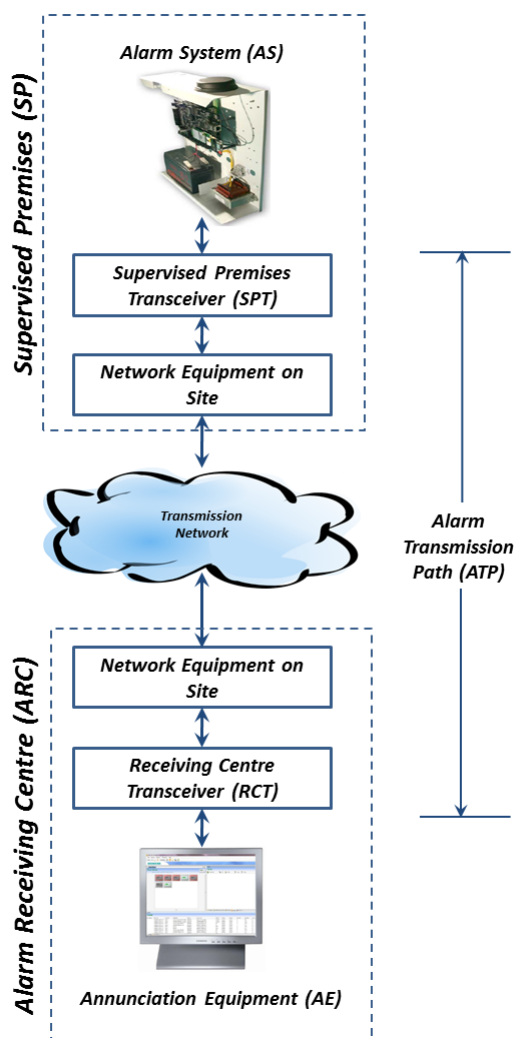 Supervised Premises (SP)
Alarm System (AS)
Supervised Premises
Transceiver (SPT)
Network Equipment on
Site
Transmission
Network
Alarm
Transmission
Path (ATP)
Alarm Receiving Centre (ARC)
Network Equipment on
Site
Receiving Centre
Transceiver (RCT)
Annunciation Equipment (AE)